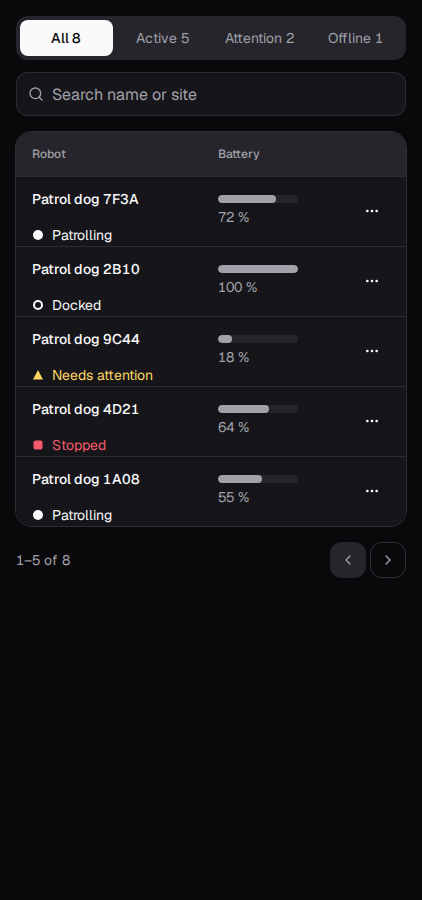 All 8 Active 5 Attention 2 Offline 1
Search name or site
Robot Battery
Patrol dog 7F3A
72 %
Patrolling
Patrol dog 2B10
100 %
Docked
Patrol dog 9C44
18 %
Needs attention
Patrol dog 4D21
64 %
Stopped
Patrol dog 1A08
55 %
Patrolling
1–5 of 8